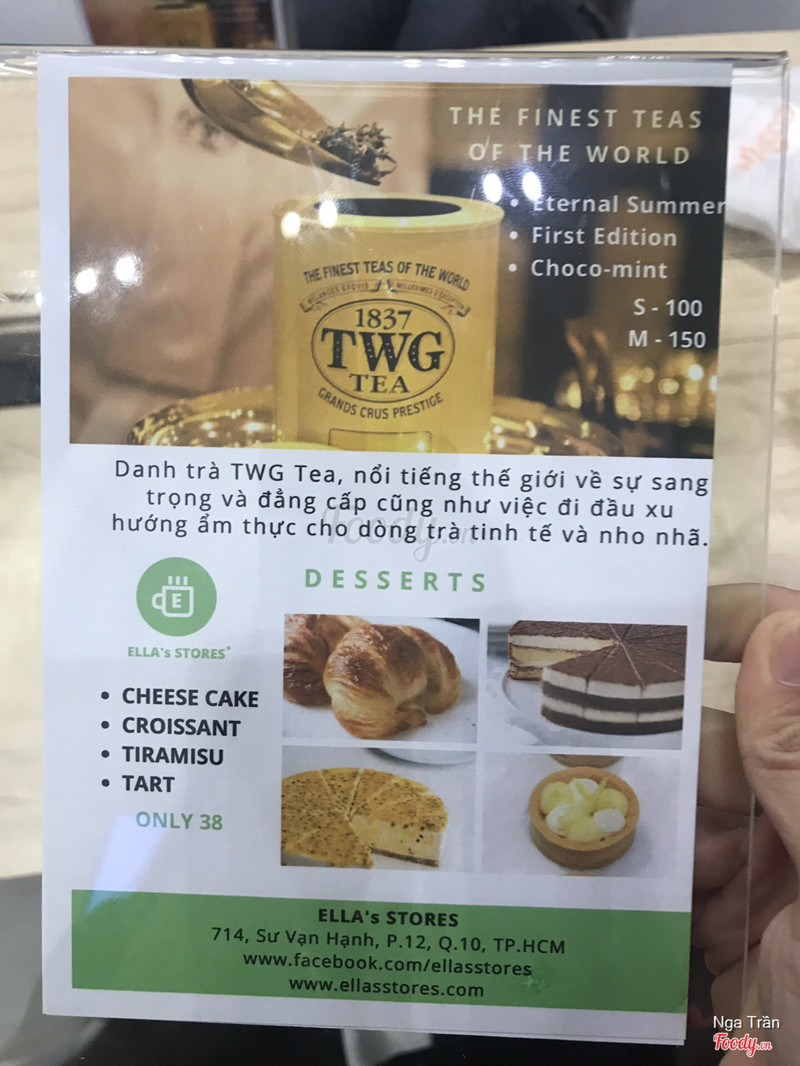 THE FINEST TEAS
OF THE WORLD
• Eternal Summer
• First Edition
• Choco-mint
S - 100
M - 150
THE FINEST TEAS OF THE WORLD
1837
TWG
TEA
GRANDS CRUS PRESTIGE
Danh trà TWG Tea, nổi tiếng thế giới về sự sang
trọng và đẳng cấp cũng như việc đi đầu xu
hướng ẩm thực cho dòng trà tinh tế và nho nhã.
Foody.vn
DESSERTS
E
ELLA's STORES
• CHEESE CAKE
• CROISSANT
• TIRAMISU
• TART
ONLY 38
ELLA's STORES
714, Sư Vạn Hạnh, P.12, Q.10, TP.HCM
www.facebook.com/ellasstores
www.ellasstores.com
Nga Trần
Foody.vn